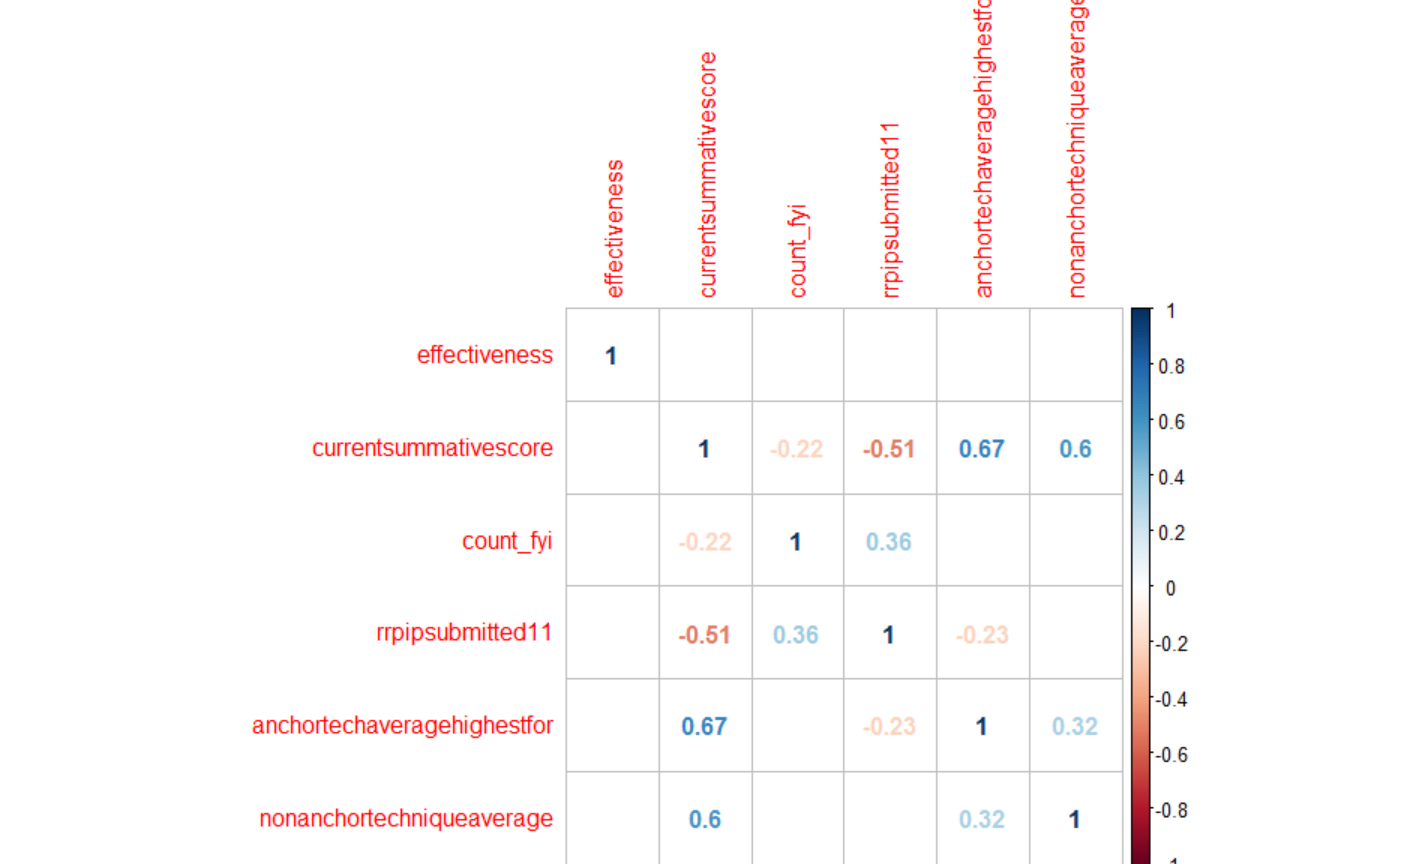 effectiveness
currentsummativescore
count_fyi
rrpipsubmitted11
anchortechaveragehighestfo
nonanchortechniqueaverage
effectiveness 1
currentsummativescore 1 -0.22 -0.51 0.67 0.6
count_fyi -0.22 1 0.36
rrpipsubmitted11 -0.51 0.36 1 -0.23
anchortechaveragehighestfor 0.67 -0.23 1 0.32
nonanchortechniqueaverage 0.6 0.32 1
1
0.8
0.6
0.4
0.2
0
-0.2
-0.4
-0.6
-0.8